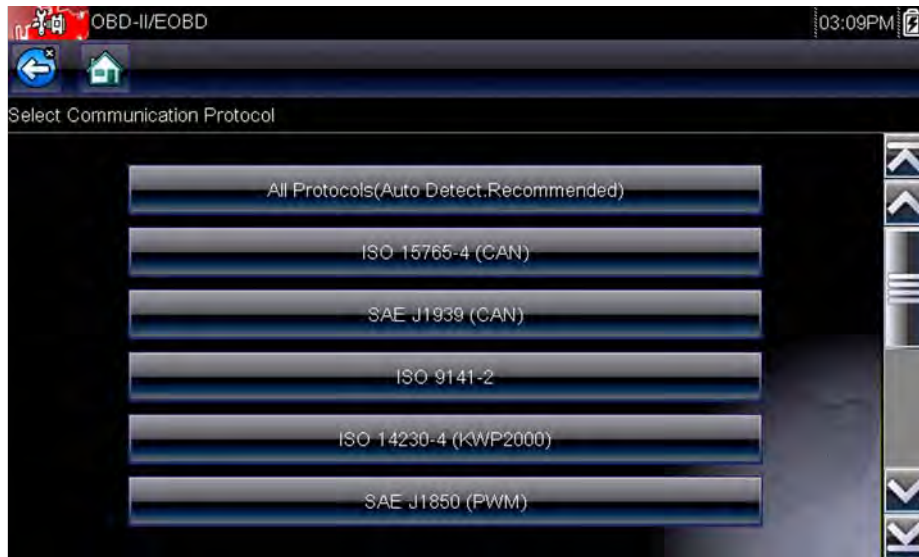 OBD-II/EOBD 03:09PM
Select Communication Protocol
All Protocols(Auto Detect.Recommended)
ISO 15765-4 (CAN)
SAE J1939 (CAN)
ISO 9141-2
ISO 14230-4 (KWP2000)
SAE J1850 (PWM)